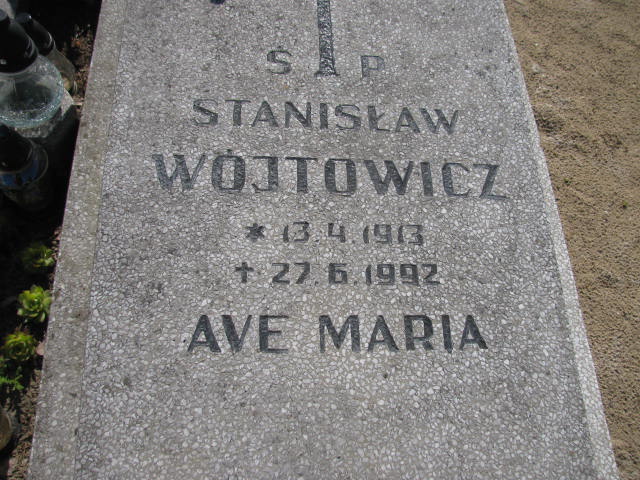 S P
STANISŁAW
WÓJTOWICZ
* 13.4.1913
+ 27.6.1992
AVE MARIA